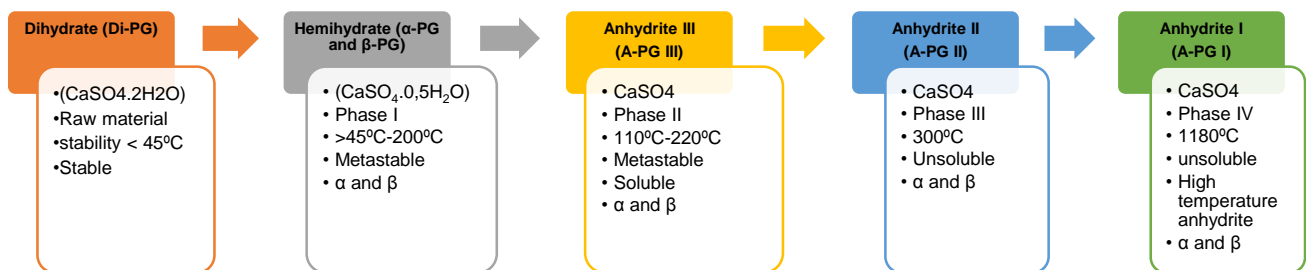 Dihydrate (Di-PG)
•(CaSO4.2H2O)
•Raw material
•stability < 45ºC
•Stable
Hemihydrate (α-PG
and β-PG)
• (CaSO₄.0,5H₂O)
• Phase I
• >45ºC-200ºC
• Metastable
• α and β
Anhydrite III
(A-PG III)
• CaSO4
• Phase II
• 110ºC-220ºC
• Metastable
• Soluble
• α and β
Anhydrite II
(A-PG II)
• CaSO4
• Phase III
• 300ºC
• Unsoluble
• α and β
Anhydrite I
(A-PG I)
• CaSO4
• Phase IV
• 1180ºC
• unsoluble
• High
temperature
anhydrite
• α and β